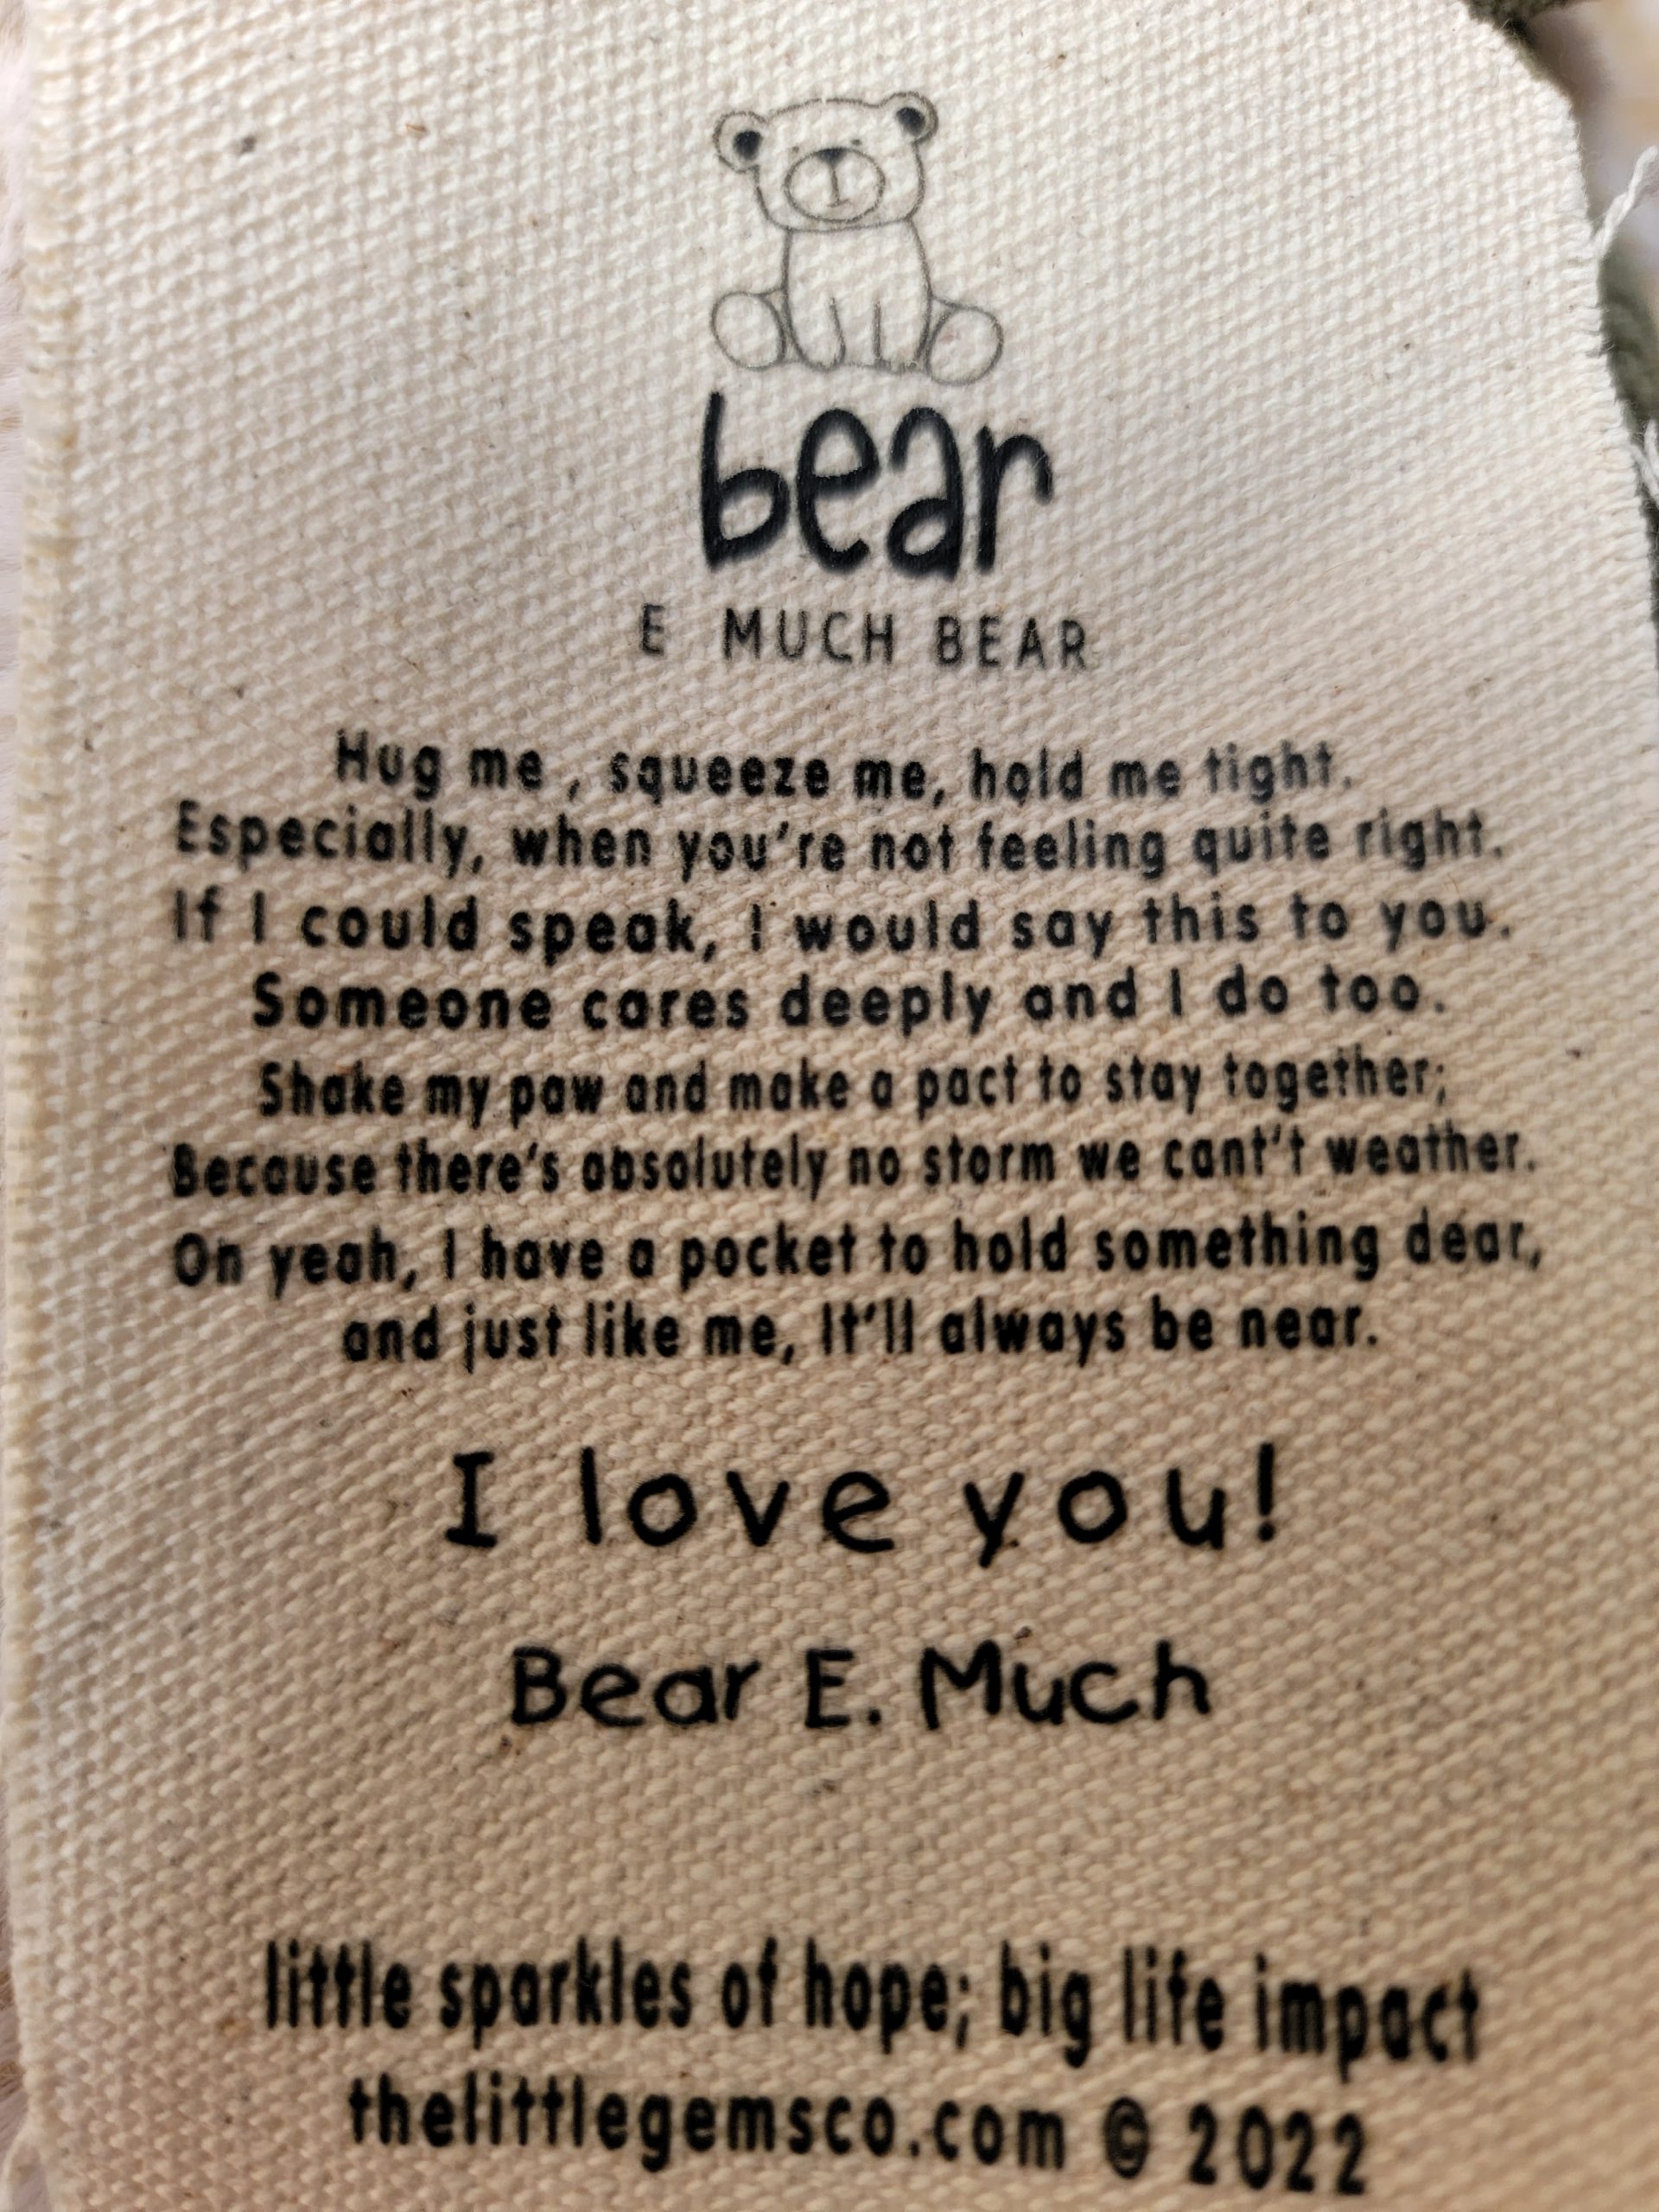 bear
E MUCH BEAR
Hug me , squeeze me, hold me tight.
Especially, when you're not feeling quite right.
If I could speak, I would say this to you.
Someone cares deeply and I do too.
Shake my paw and make a pact to stay together;
Because there's absolutely no storm we cant't weather.
Oh yeah, I have a pocket to hold something dear,
and just like me, It'll always be near.
I love you!
Bear E. Much
little sparkles of hope; big life impact
thelittlegemsco.com © 2022